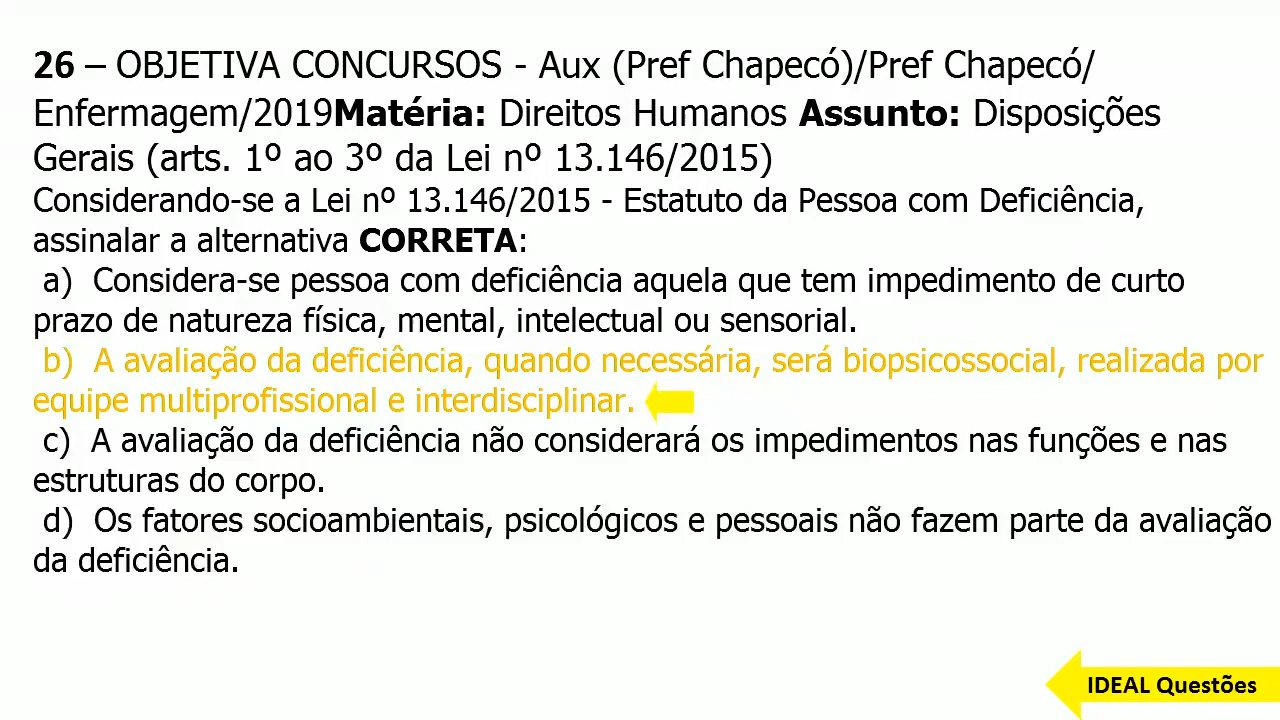 26 – OBJETIVA CONCURSOS - Aux (Pref Chapecó)/Pref Chapecó/
Enfermagem/2019Matéria: Direitos Humanos Assunto: Disposições
Gerais (arts. 1º ao 3º da Lei nº 13.146/2015)
Considerando-se a Lei nº 13.146/2015 - Estatuto da Pessoa com Deficiência,
assinalar a alternativa CORRETA:
a) Considera-se pessoa com deficiência aquela que tem impedimento de curto
prazo de natureza física, mental, intelectual ou sensorial.
b) A avaliação da deficiência, quando necessária, será biopsicossocial, realizada por
equipe multiprofissional e interdisciplinar.
c) A avaliação da deficiência não considerará os impedimentos nas funções e nas
estruturas do corpo.
d) Os fatores socioambientais, psicológicos e pessoais não fazem parte da avaliação
da deficiência.
IDEAL Questões